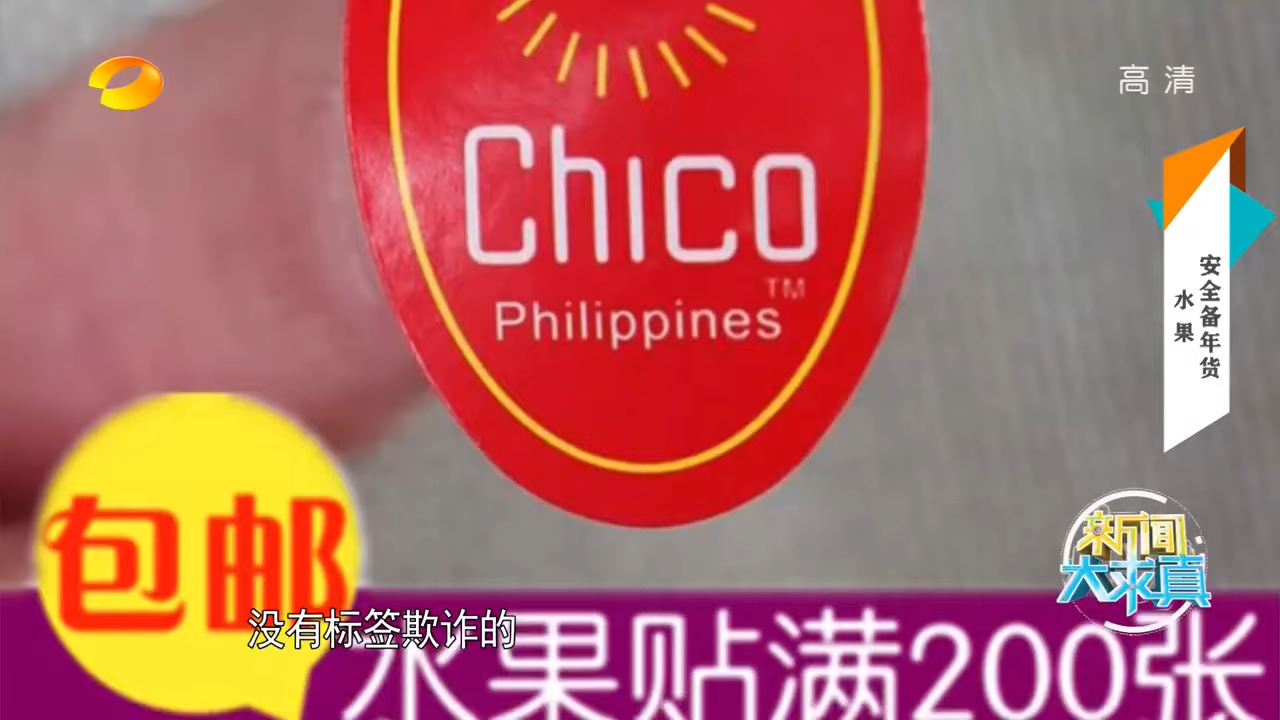 高清
Chico
TM
Philippines
安全备年货
水果
新闻
大求真
包邮
没有标签欺诈的
水果贴满200张